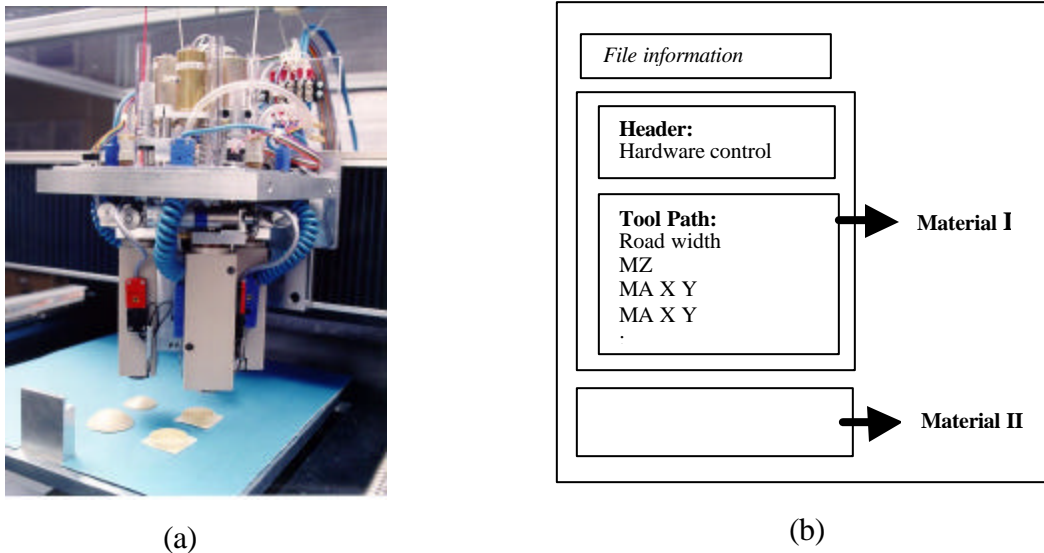 File information
Header:
Hardware control
Tool Path:
Road width
MZ
MA X Y
MA X Y
.
Material I
Material II
(a)
(b)